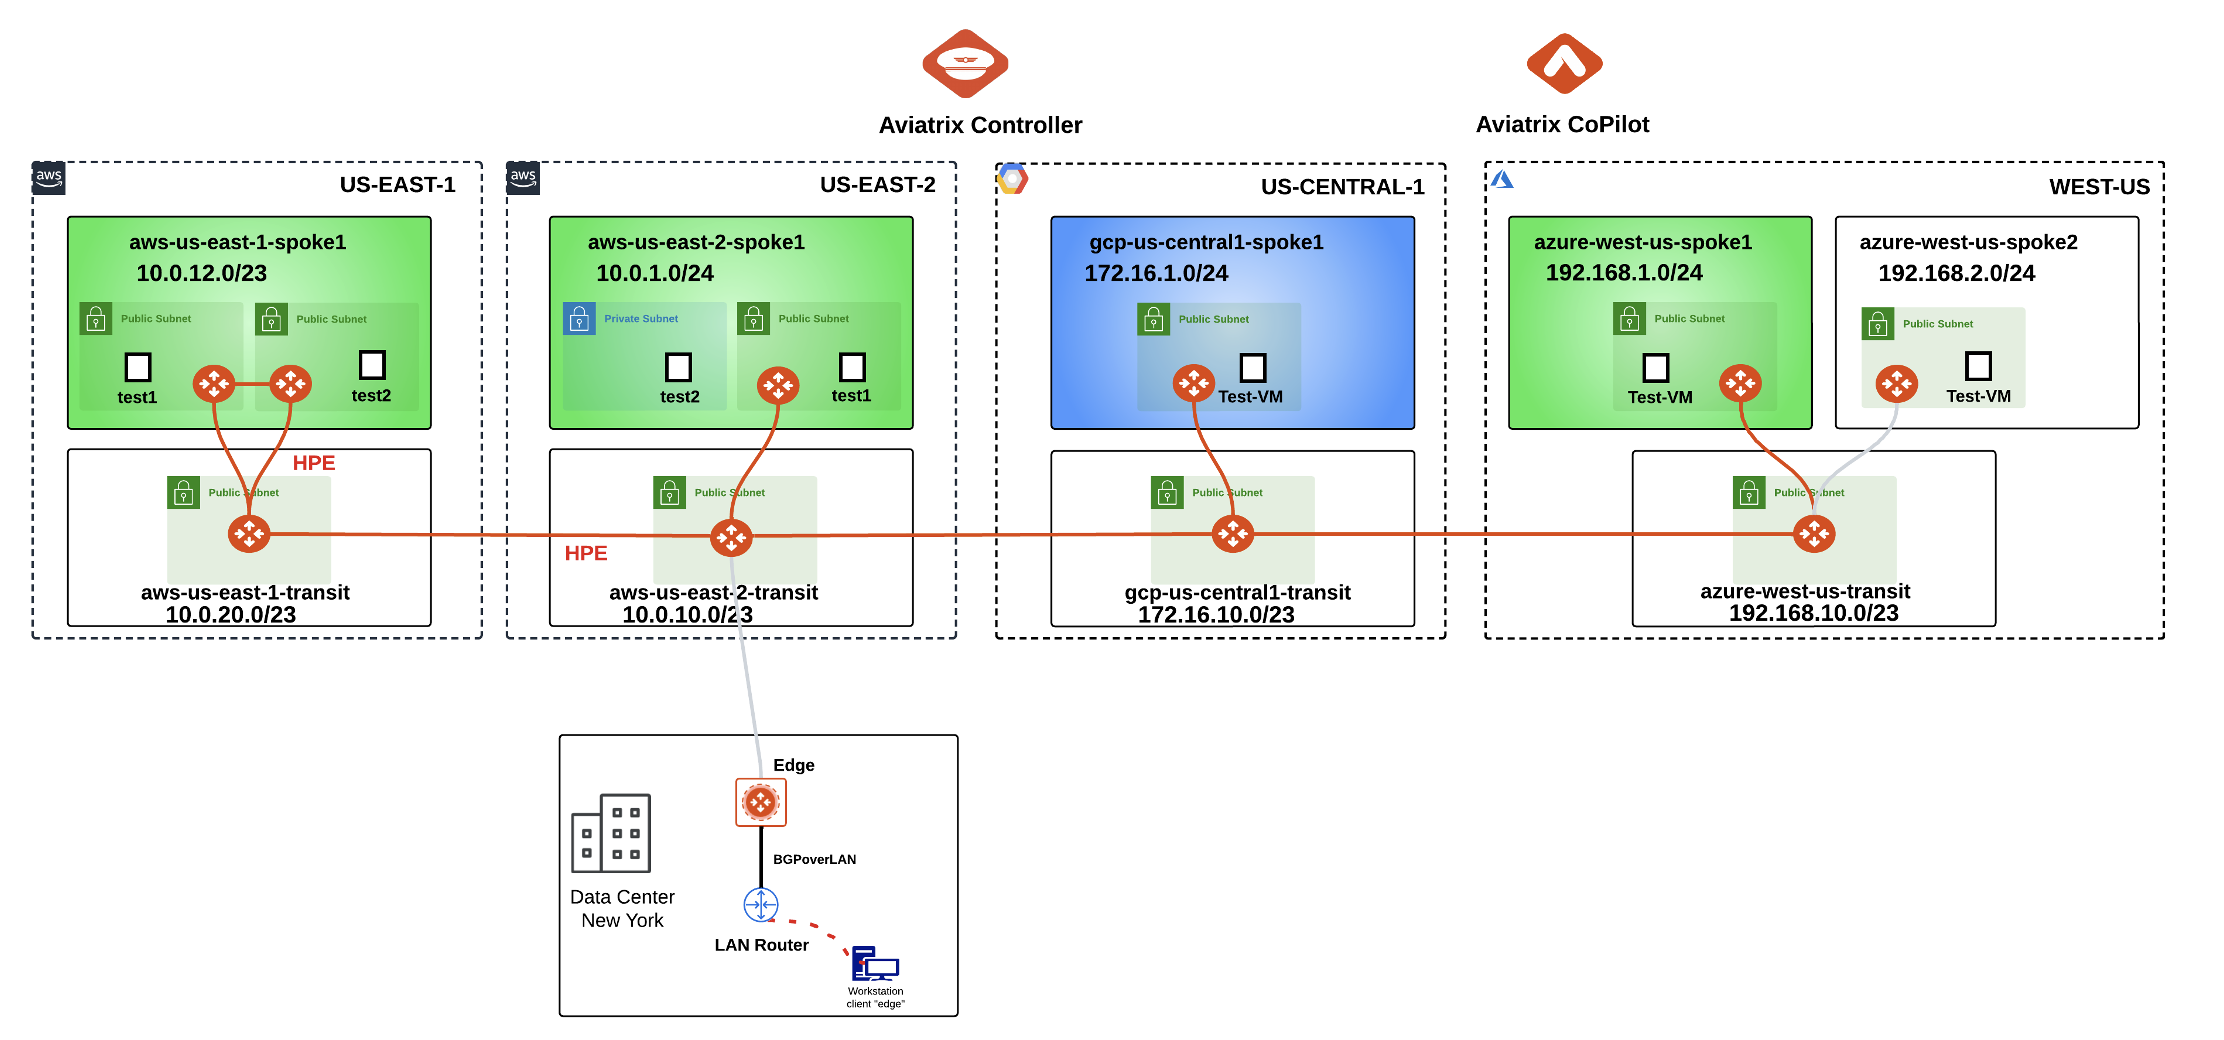 Aviatrix Controller
Aviatrix CoPilot
aws
US-EAST-1
aws-us-east-1-spoke1
10.0.12.0/23
Public Subnet
Public Subnet
test1
test2
HPE
Public Subnet
aws-us-east-1-transit
10.0.20.0/23
aws
US-EAST-2
aws-us-east-2-spoke1
10.0.1.0/24
Private Subnet
Public Subnet
test2
test1
Public Subnet
HPE
aws-us-east-2-transit
10.0.10.0/23
US-CENTRAL-1
gcp-us-central1-spoke1
172.16.1.0/24
Public Subnet
Test-VM
Public Subnet
gcp-us-central1-transit
172.16.10.0/23
WEST-US
azure-west-us-spoke1
192.168.1.0/24
Public Subnet
Test-VM
azure-west-us-spoke2
192.168.2.0/24
Public Subnet
Test-VM
Public Subnet
azure-west-us-transit
192.168.10.0/23
Edge
BGPoverLAN
Data Center
New York
LAN Router
Workstation
client "edge"